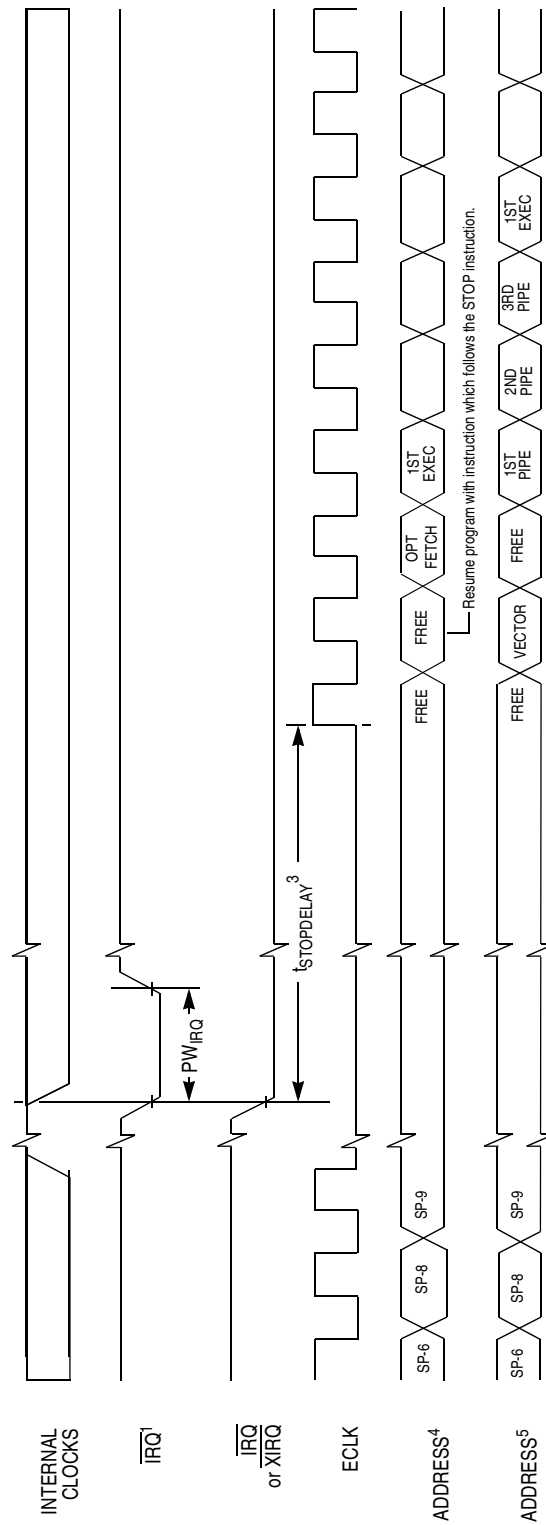 INTERNAL
CLOCKS
IRQ1
PWIRQ
IRQ
or XIRQ
tSTOPDELAY3
ECLK
ADDRESS4
SP-6
SP-8
SP-9
FREE
FREE
OPT
FETCH
1ST
EXEC
Resume program with instruction which follows the STOP instruction.
ADDRESS5
SP-6
SP-8
SP-9
FREE
VECTOR
FREE
1ST
PIPE
2ND
PIPE
3RD
PIPE
1ST
EXEC